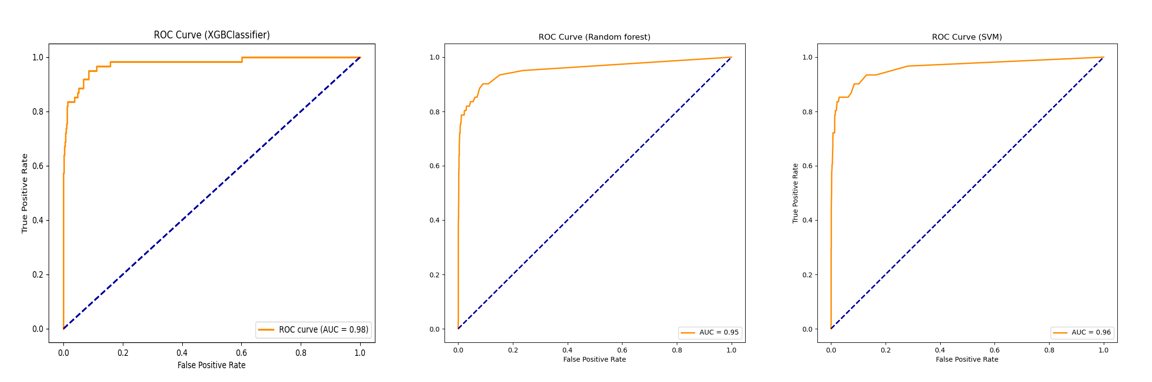 ROC Curve (XGBClassifier)
True Positive Rate
1.0
0.8
0.6
0.4
0.2
0.0
0.0 0.2 0.4 0.6 0.8 1.0
False Positive Rate
ROC curve (AUC = 0.98)
ROC Curve (Random forest)
1.0
0.8
0.6
0.4
0.2
0.0
0.0 0.2 0.4 0.6 0.8 1.0
False Positive Rate
AUC = 0.95
ROC Curve (SVM)
True Positive Rate
1.0
0.8
0.6
0.4
0.2
0.0
0.0 0.2 0.4 0.6 0.8 1.0
False Positive Rate
AUC = 0.96